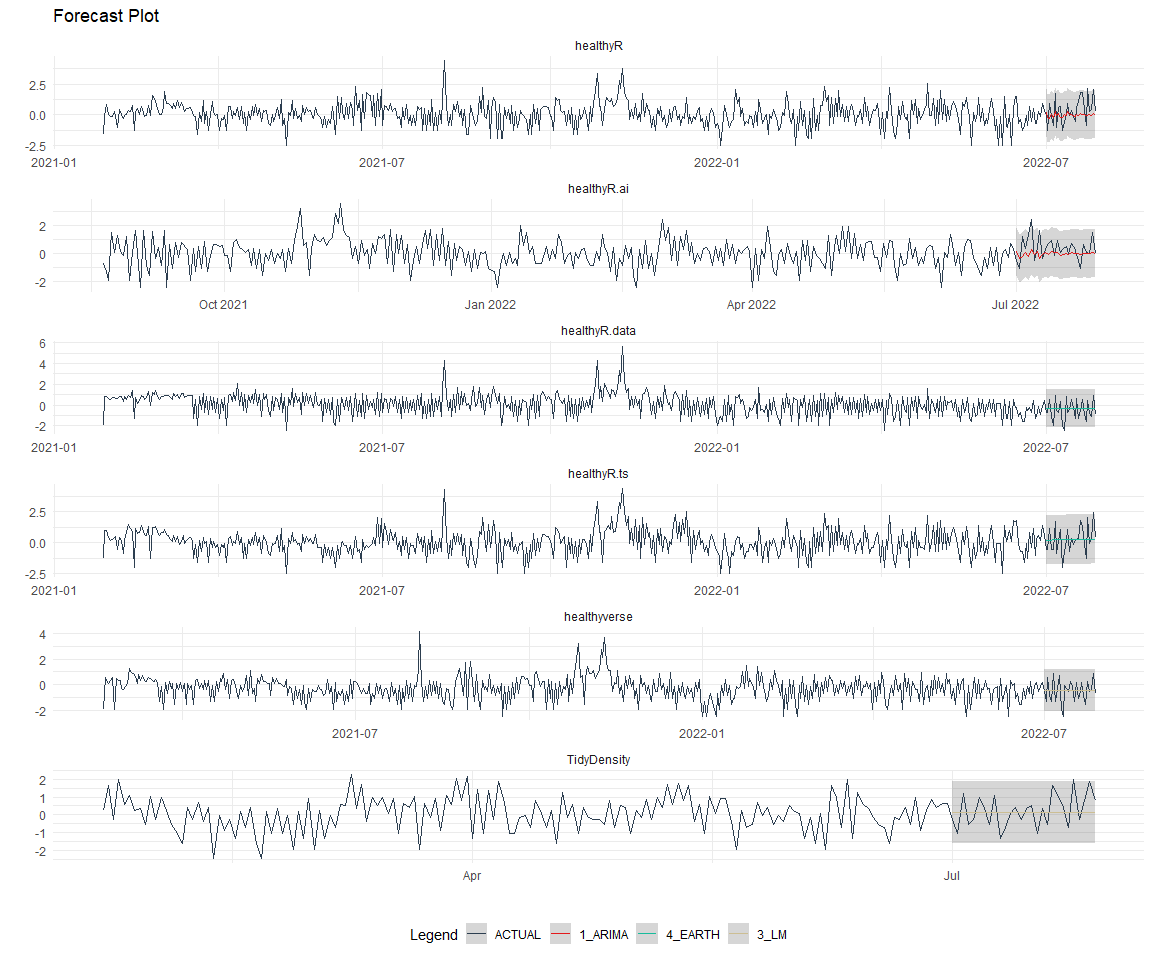 Forecast Plot
healthyR
2.5
0.0
-2.5
2021-01 2021-07 2022-01 2022-07
healthyR.ai
2
0
-2
Oct 2021 Jan 2022 Apr 2022 Jul 2022
healthyR.data
6
4
2
0
-2
2021-01 2021-07 2022-01 2022-07
healthyR.ts
2.5
0.0
-2.5
2021-01 2021-07 2022-01 2022-07
healthyverse
4
2
0
-2
2021-07 2022-01 2022-07
TidyDensity
2
1
0
-1
-2
Apr Jul
Legend ACTUAL 1_ARIMA 4_EARTH 3_LM